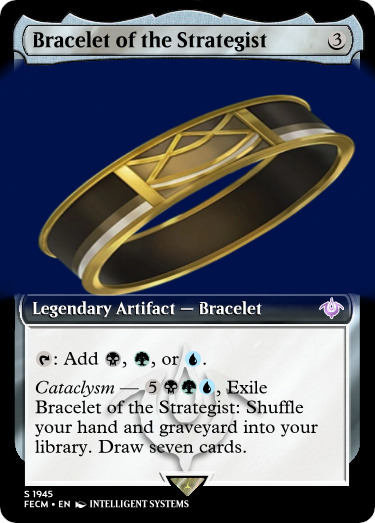 Bracelet of the Strategist 3
Legendary Artifact — Bracelet
: Add , , or .
Cataclysm — 5 , Exile
Bracelet of the Strategist: Shuffle
your hand and graveyard into your
library. Draw seven cards.
S 1945
FECM • EN INTELLIGENT SYSTEMS